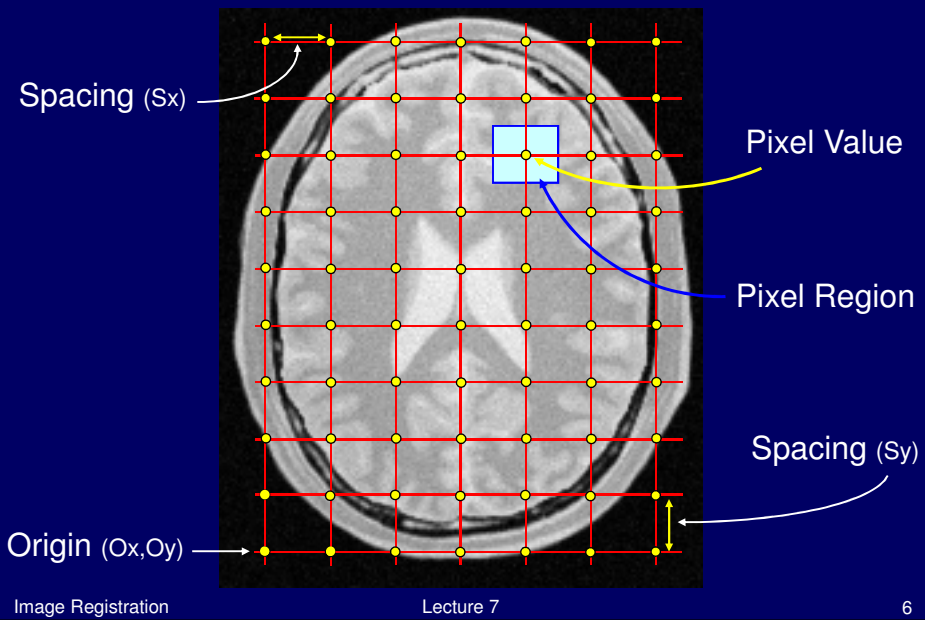 Spacing (Sx)
Pixel Value
Pixel Region
Spacing (Sy)
Origin (Ox,Oy)
Image Registration
Lecture 7
6